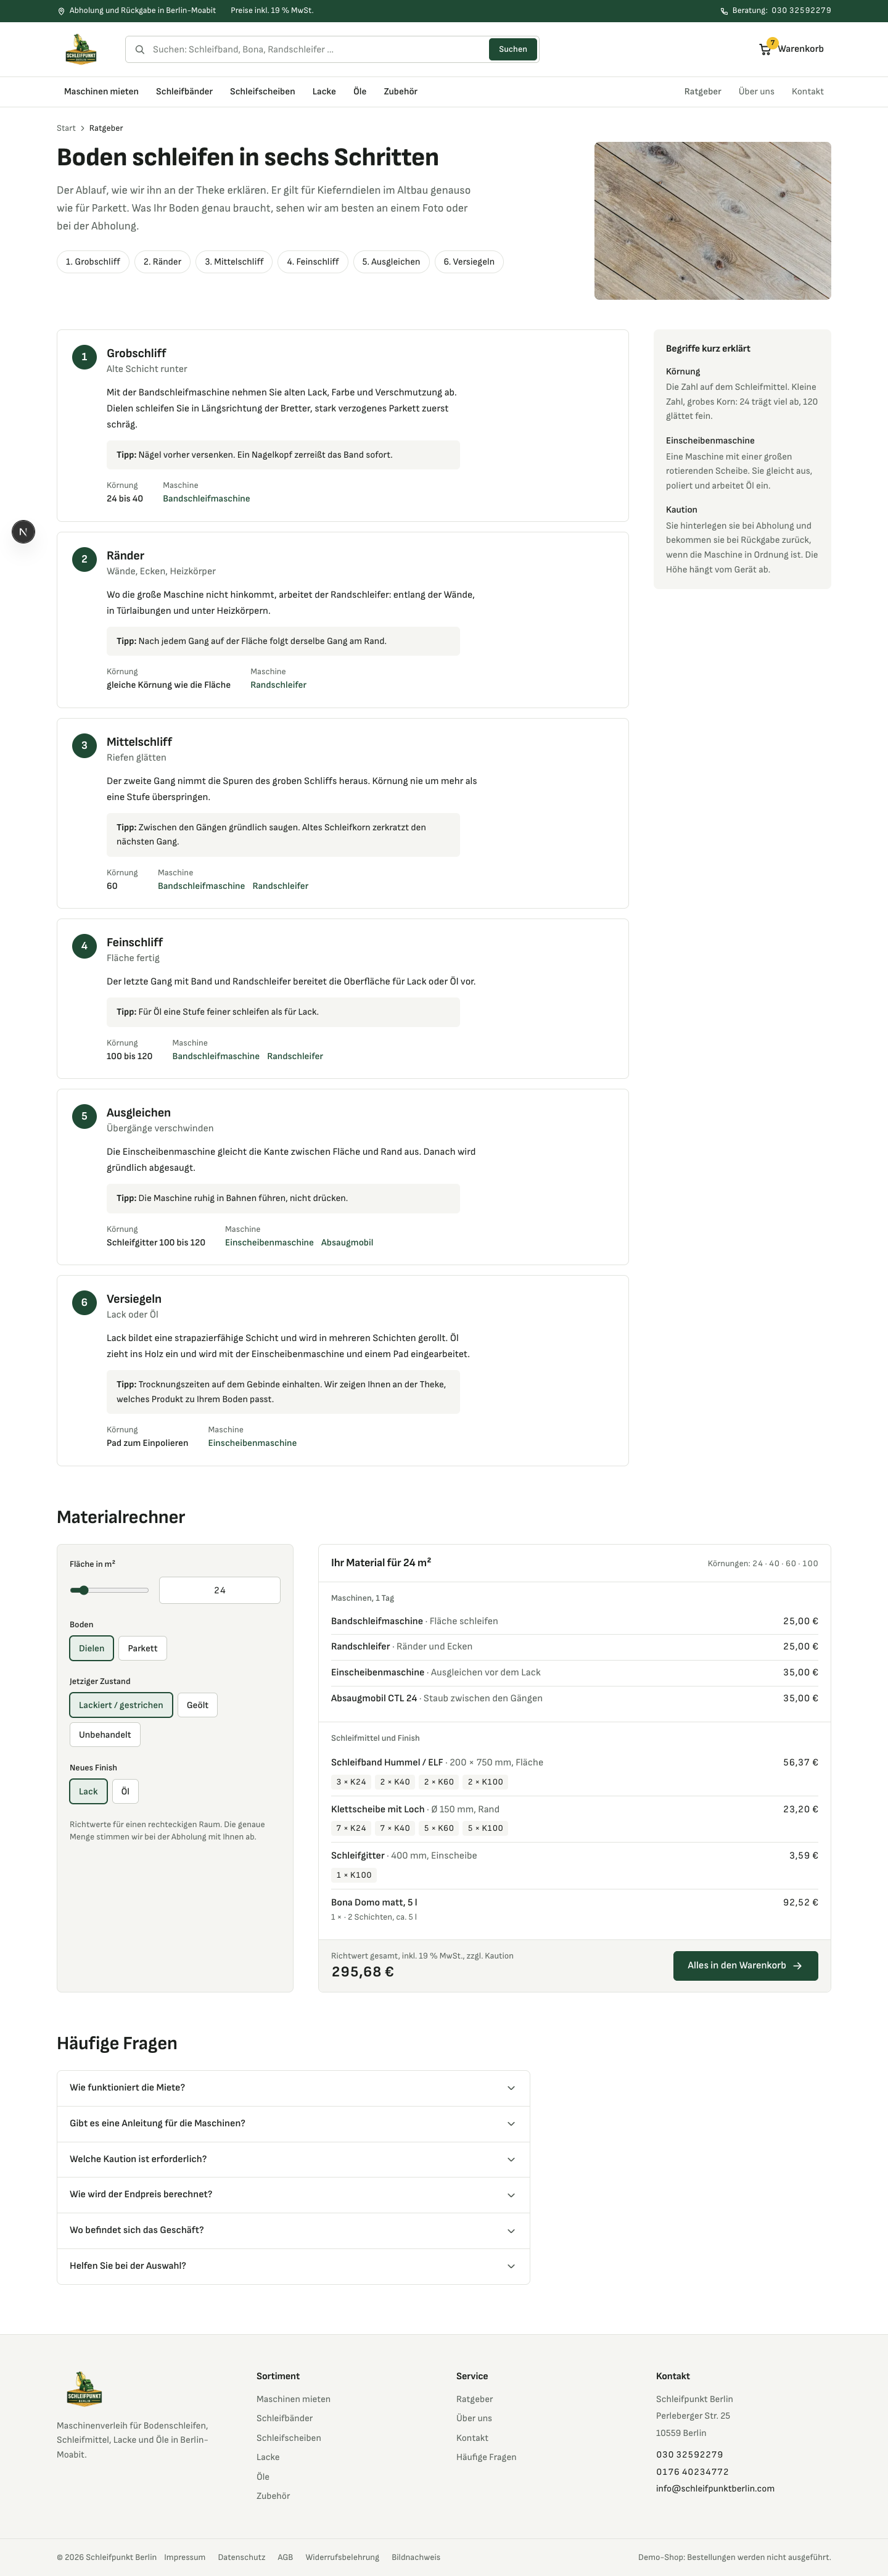 Abholung und Rückgabe in Berlin-Moabit Preise inkl. 19 % MwSt. Beratung: 030 32592279
SCHLEIFPUNKT
BERLIN
Suchen: Schleifband, Bona, Randschleifer ... Suchen
7 Warenkorb
Maschinen mieten Schleifbänder Schleifscheiben Lacke Öle Zubehör Ratgeber Über uns Kontakt
Start > Ratgeber
Boden schleifen in sechs Schritten
Der Ablauf, wie wir ihn an der Theke erklären. Er gilt für Kieferndielen im Altbau genauso
wie für Parkett. Was Ihr Boden genau braucht, sehen wir am besten an einem Foto oder
bei der Abholung.
1. Grobschliff 2. Ränder 3. Mittelschliff 4. Feinschliff 5. Ausgleichen 6. Versiegeln
1 Grobschliff
Alte Schicht runter
Mit der Bandschleifmaschine nehmen Sie alten Lack, Farbe und Verschmutzung ab.
Dielen schleifen Sie in Längsrichtung der Bretter, stark verzogenes Parkett zuerst
schräg.
Tipp: Nägel vorher versenken. Ein Nagelkopf zerreißt das Band sofort.
Körnung Maschine
24 bis 40 Bandschleifmaschine
N
2 Ränder
Wände, Ecken, Heizkörper
Wo die große Maschine nicht hinkommt, arbeitet der Randschleifer: entlang der Wände,
in Türlaibungen und unter Heizkörpern.
Tipp: Nach jedem Gang auf der Fläche folgt derselbe Gang am Rand.
Körnung Maschine
gleiche Körnung wie die Fläche Randschleifer
3 Mittelschliff
Riefen glätten
Der zweite Gang nimmt die Spuren des groben Schliffs heraus. Körnung nie um mehr als
eine Stufe überspringen.
Tipp: Zwischen den Gängen gründlich saugen. Altes Schleifkorn zerkratzt den
nächsten Gang.
Körnung Maschine
60 Bandschleifmaschine Randschleifer
4 Feinschliff
Fläche fertig
Der letzte Gang mit Band und Randschleifer bereitet die Oberfläche für Lack oder Öl vor.
Tipp: Für Öl eine Stufe feiner schleifen als für Lack.
Körnung Maschine
100 bis 120 Bandschleifmaschine Randschleifer
5 Ausgleichen
Übergänge verschwinden
Die Einscheibenmaschine gleicht die Kante zwischen Fläche und Rand aus. Danach wird
gründlich abgesaugt.
Tipp: Die Maschine ruhig in Bahnen führen, nicht drücken.
Körnung Maschine
Schleifgitter 100 bis 120 Einscheibenmaschine Absaugmobil
6 Versiegeln
Lack oder Öl
Lack bildet eine strapazierfähige Schicht und wird in mehreren Schichten gerollt. Öl
zieht ins Holz ein und wird mit der Einscheibenmaschine und einem Pad eingearbeitet.
Tipp: Trocknungszeiten auf dem Gebinde einhalten. Wir zeigen Ihnen an der Theke,
welches Produkt zu Ihrem Boden passt.
Körnung Maschine
Pad zum Einpolieren Einscheibenmaschine
Begriffe kurz erklärt
Körnung
Die Zahl auf dem Schleifmittel. Kleine
Zahl, grobes Korn: 24 trägt viel ab, 120
glättet fein.
Einscheibenmaschine
Eine Maschine mit einer großen
rotierenden Scheibe. Sie gleicht aus,
poliert und arbeitet Öl ein.
Kaution
Sie hinterlegen sie bei Abholung und
bekommen sie bei Rückgabe zurück,
wenn die Maschine in Ordnung ist. Die
Höhe hängt vom Gerät ab.
Materialrechner
Fläche in m²
24
Boden
Dielen Parkett
Jetziger Zustand
Lackiert / gestrichen Geölt
Unbehandelt
Neues Finish
Lack Öl
Richtwerte für einen rechteckigen Raum. Die genaue
Menge stimmen wir bei der Abholung mit Ihnen ab.
Ihr Material für 24 m² Körnungen: 24 · 40 · 60 · 100
Maschinen, 1 Tag
Bandschleifmaschine · Fläche schleifen 25,00 €
Randschleifer · Ränder und Ecken 25,00 €
Einscheibenmaschine · Ausgleichen vor dem Lack 35,00 €
Absaugmobil CTL 24 · Staub zwischen den Gängen 35,00 €
Schleifmittel und Finish
Schleifband Hummel / ELF · 200 × 750 mm, Fläche 56,37 €
3 × K24 2 × K40 2 × K60 2 × K100
Klettscheibe mit Loch · Ø 150 mm, Rand 23,20 €
7 × K24 7 × K40 5 × K60 5 × K100
Schleifgitter · 400 mm, Einscheibe 3,59 €
1 × K100
Bona Domo matt, 5 l 92,52 €
1 × · 2 Schichten, ca. 5 l
Richtwert gesamt, inkl. 19 % MwSt., zzgl. Kaution
295,68 € Alles in den Warenkorb →
Häufige Fragen
Wie funktioniert die Miete?
Gibt es eine Anleitung für die Maschinen?
Welche Kaution ist erforderlich?
Wie wird der Endpreis berechnet?
Wo befindet sich das Geschäft?
Helfen Sie bei der Auswahl?
SCHLEIFPUNKT
BERLIN
Maschinenverleih für Bodenschleifen,
Schleifmittel, Lacke und Öle in Berlin-
Moabit.
Sortiment
Maschinen mieten
Schleifbänder
Schleifscheiben
Lacke
Öle
Zubehör
Service
Ratgeber
Über uns
Kontakt
Häufige Fragen
Kontakt
Schleifpunkt Berlin
Perleberger Str. 25
10559 Berlin
030 32592279
0176 40234772
info@schleifpunktberlin.com
© 2026 Schleifpunkt Berlin Impressum Datenschutz AGB Widerrufsbelehrung Bildnachweis Demo-Shop: Bestellungen werden nicht ausgeführt.